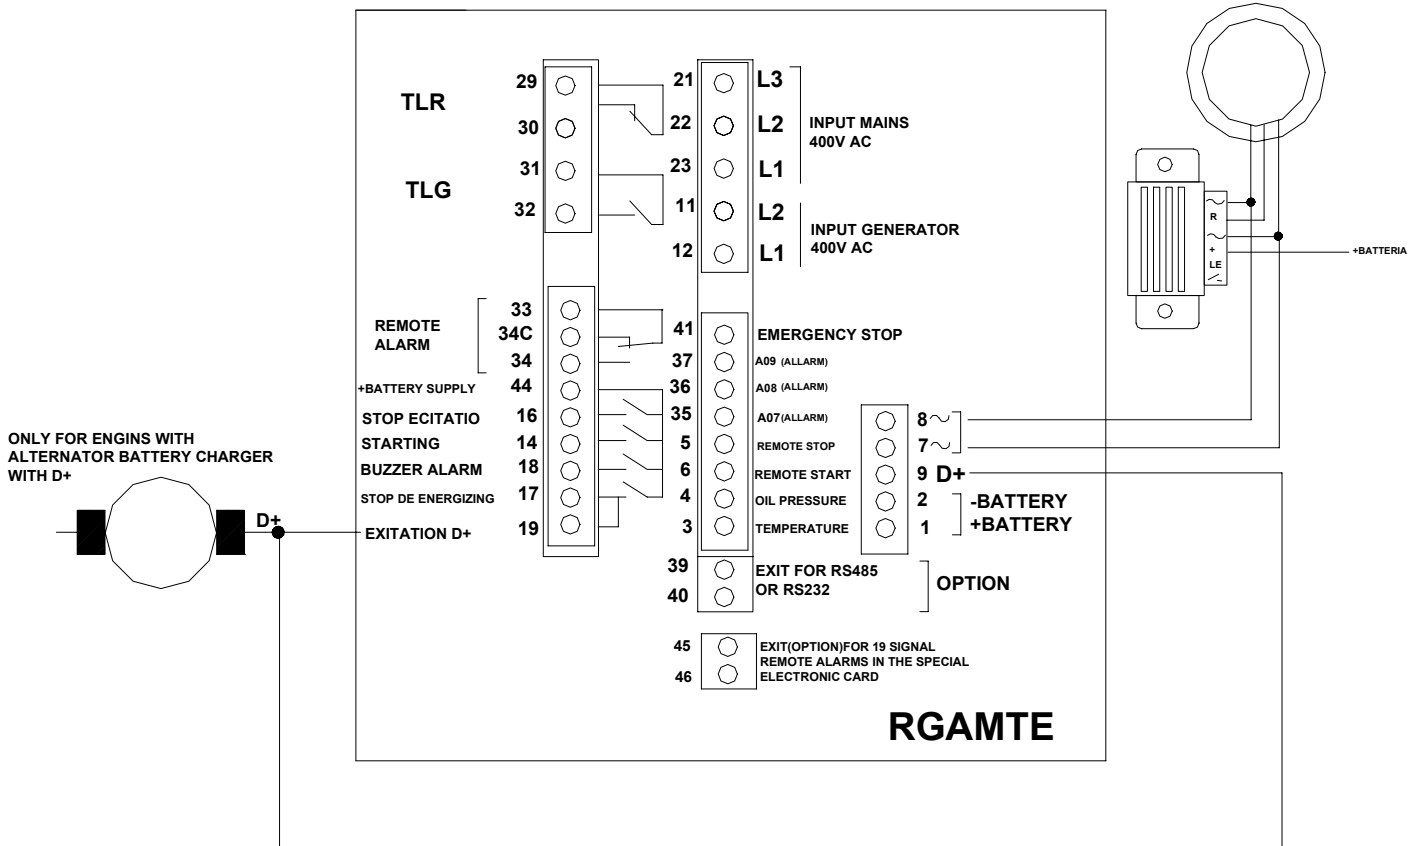 29
TLR
30
31
TLG
32
21 L3
22 L2
23 L1
INPUT MAINS
400V AC
11 L2
12 L1
INPUT GENERATOR
400V AC
R
+
LE
+BATTERIA
REMOTE
ALARM
33
34C
34
+BATTERY SUPPLY 44
STOP ECITATIO 16
STARTING 14
BUZZER ALARM 18
STOP DE ENERGIZING 17
EXITATION D+ 19
41 EMERGENCY STOP
37 A09 (ALLARM)
36 A08 (ALLARM)
35 A07(ALLARM)
5 REMOTE STOP
6 REMOTE START
4 OIL PRESSURE
3 TEMPERATURE
8 ~
7 ~
9 D+
2 -BATTERY
1 +BATTERY
ONLY FOR ENGINS WITH
ALTERNATOR BATTERY CHARGER
WITH D+
D+
39 EXIT FOR RS485
40 OR RS232
OPTION
45 EXIT(OPTION)FOR 19 SIGNAL
REMOTE ALARMS IN THE SPECIAL
46 ELECTRONIC CARD
RGAMTE